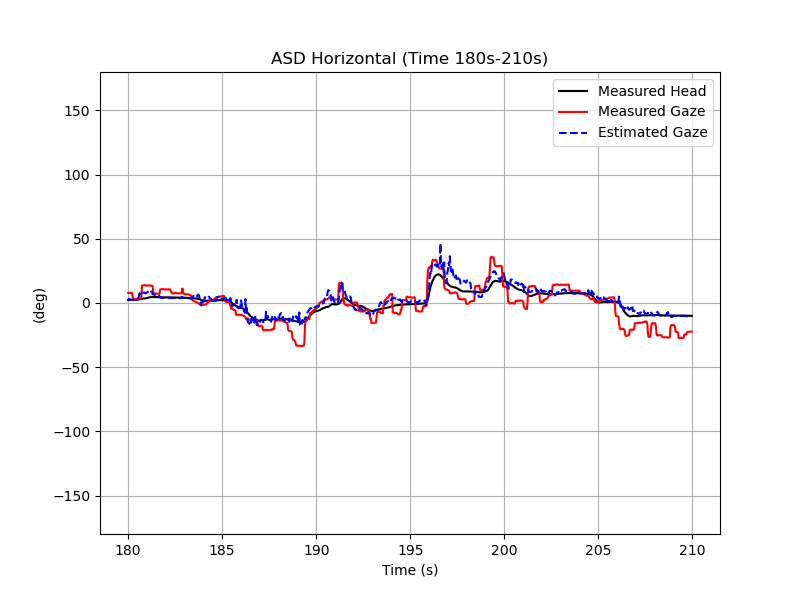 ASD Horizontal (Time 180s-210s)
Measured Head
Measured Gaze
Estimated Gaze
150
100
50
0
−50
−100
−150
(deg)
180 185 190 195 200 205 210
Time (s)